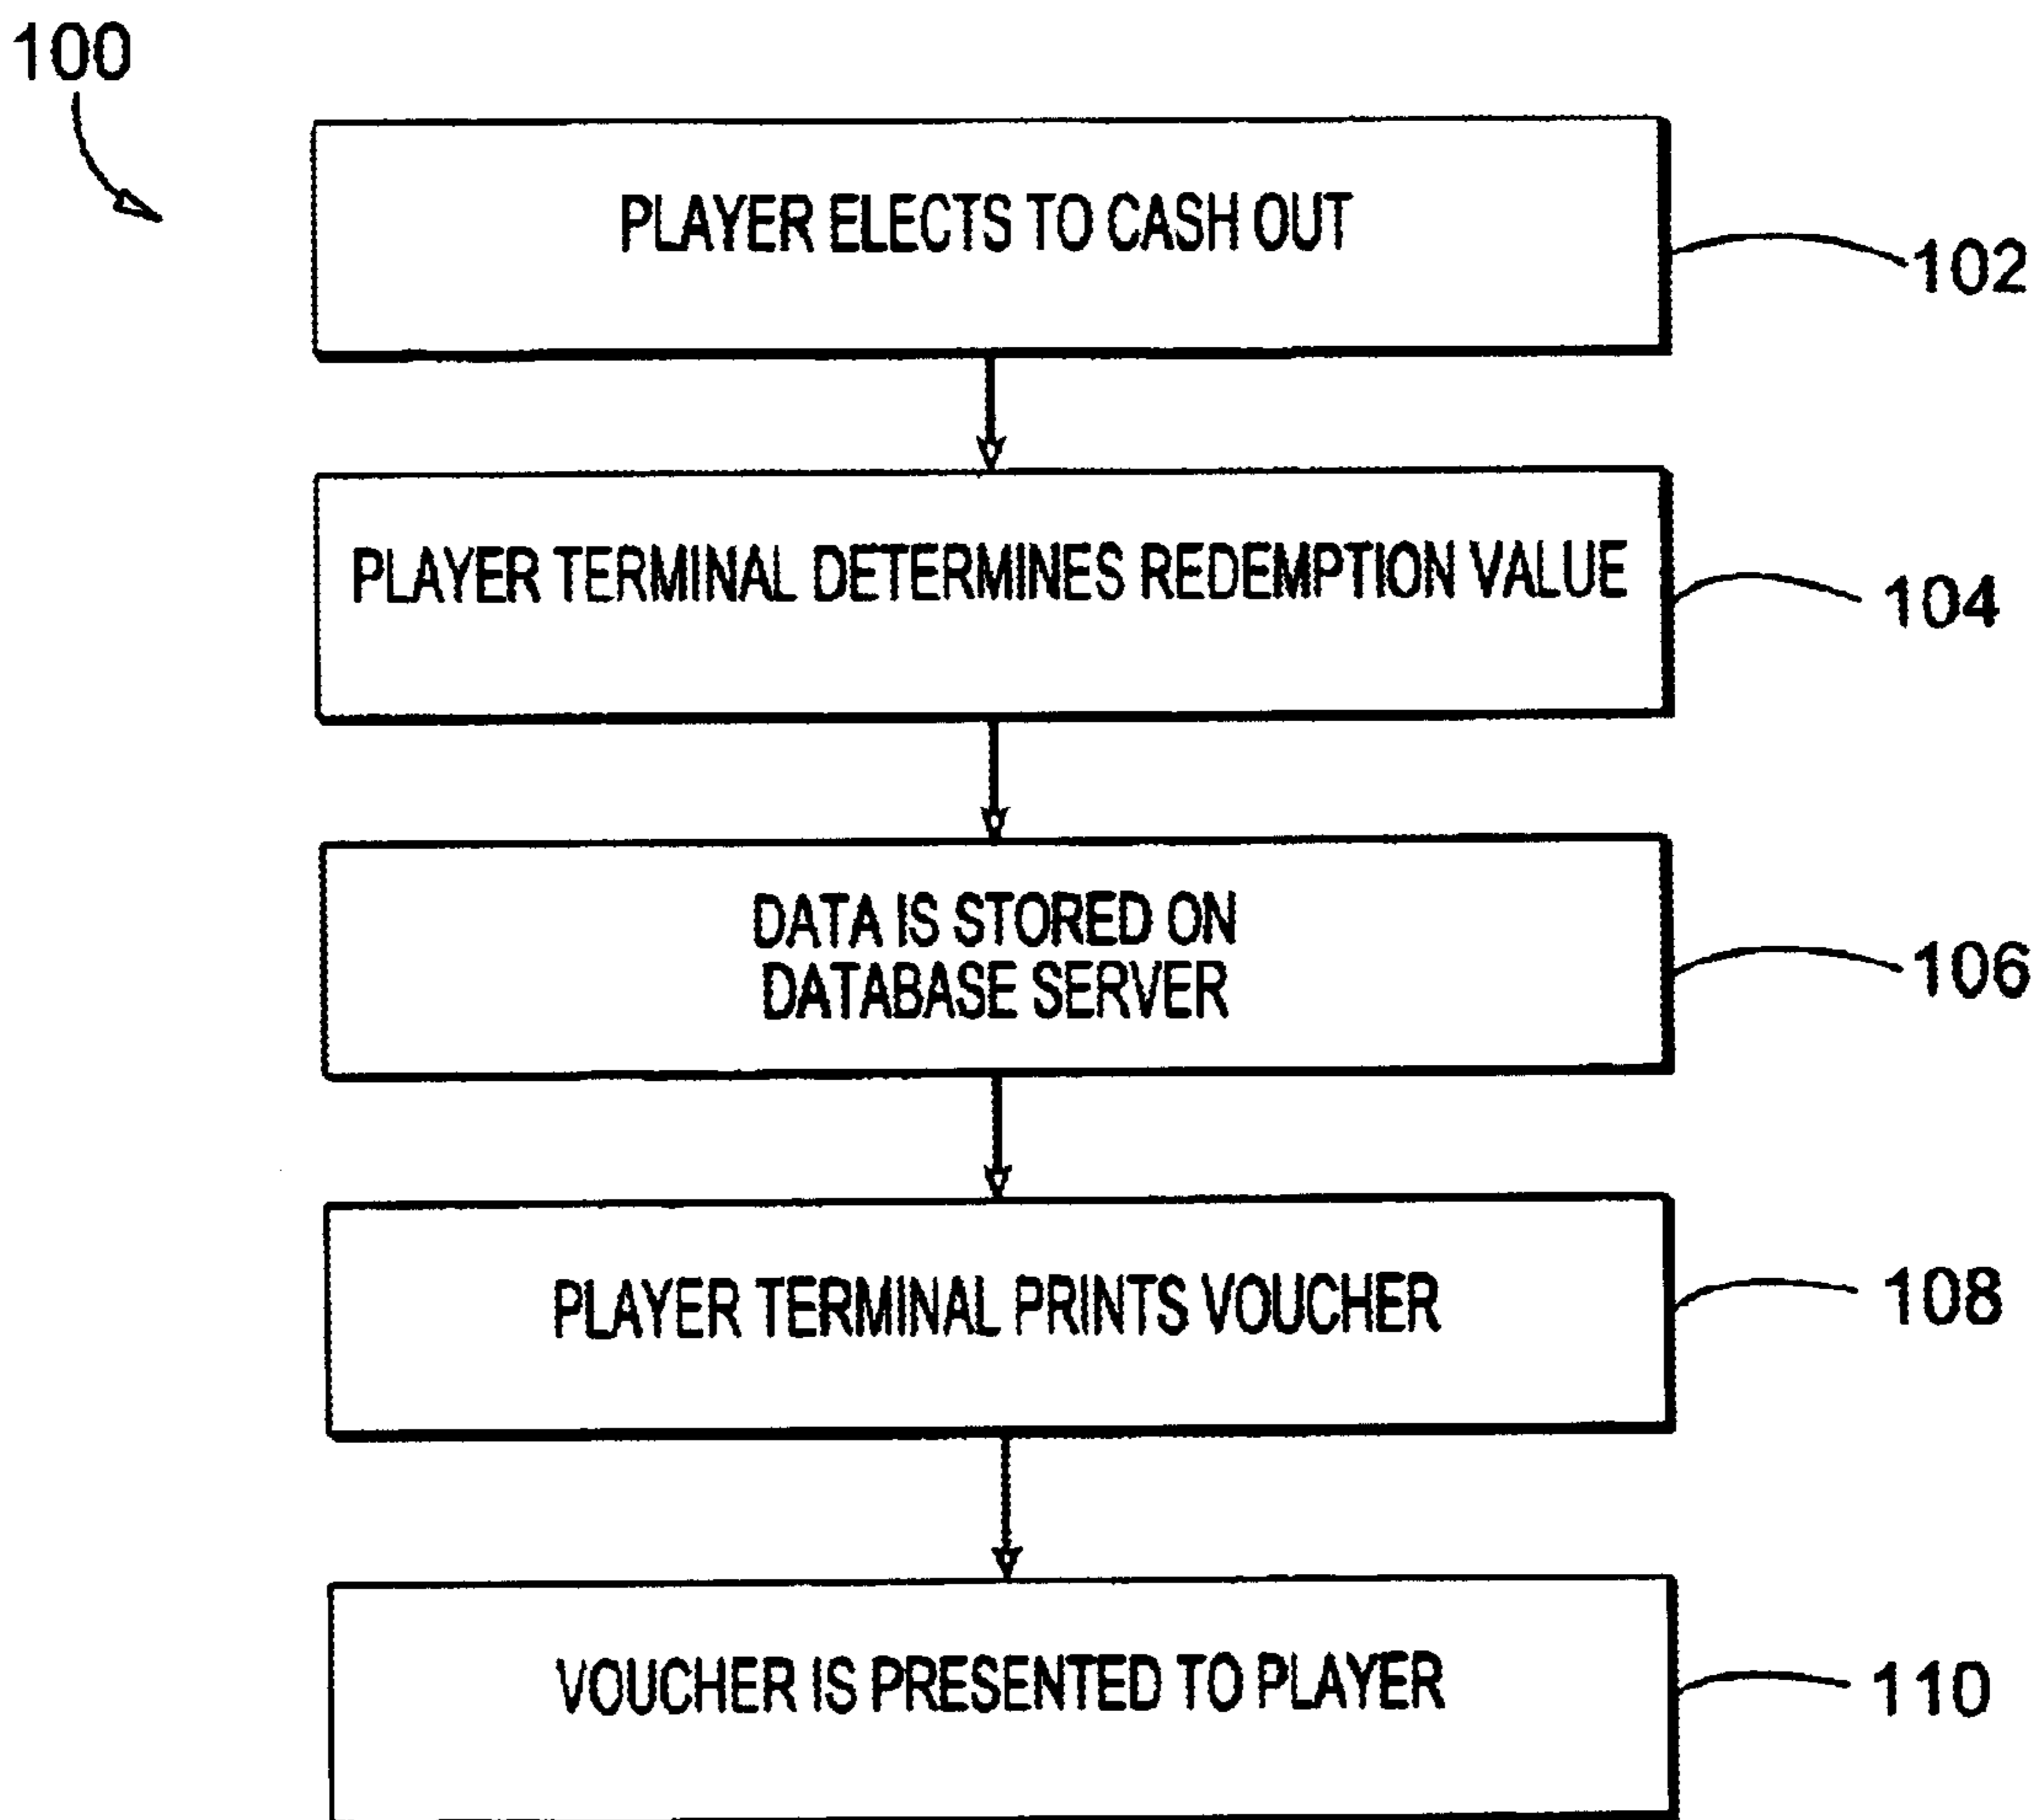 100
PLAYER ELECTS TO CASH OUT
102
PLAYER TERMINAL DETERMINES REDEMPTION VALUE
104
DATA IS STORED ON
DATABASE SERVER
106
PLAYER TERMINAL PRINTS VOUCHER
108
VOUCHER IS PRESENTED TO PLAYER
110